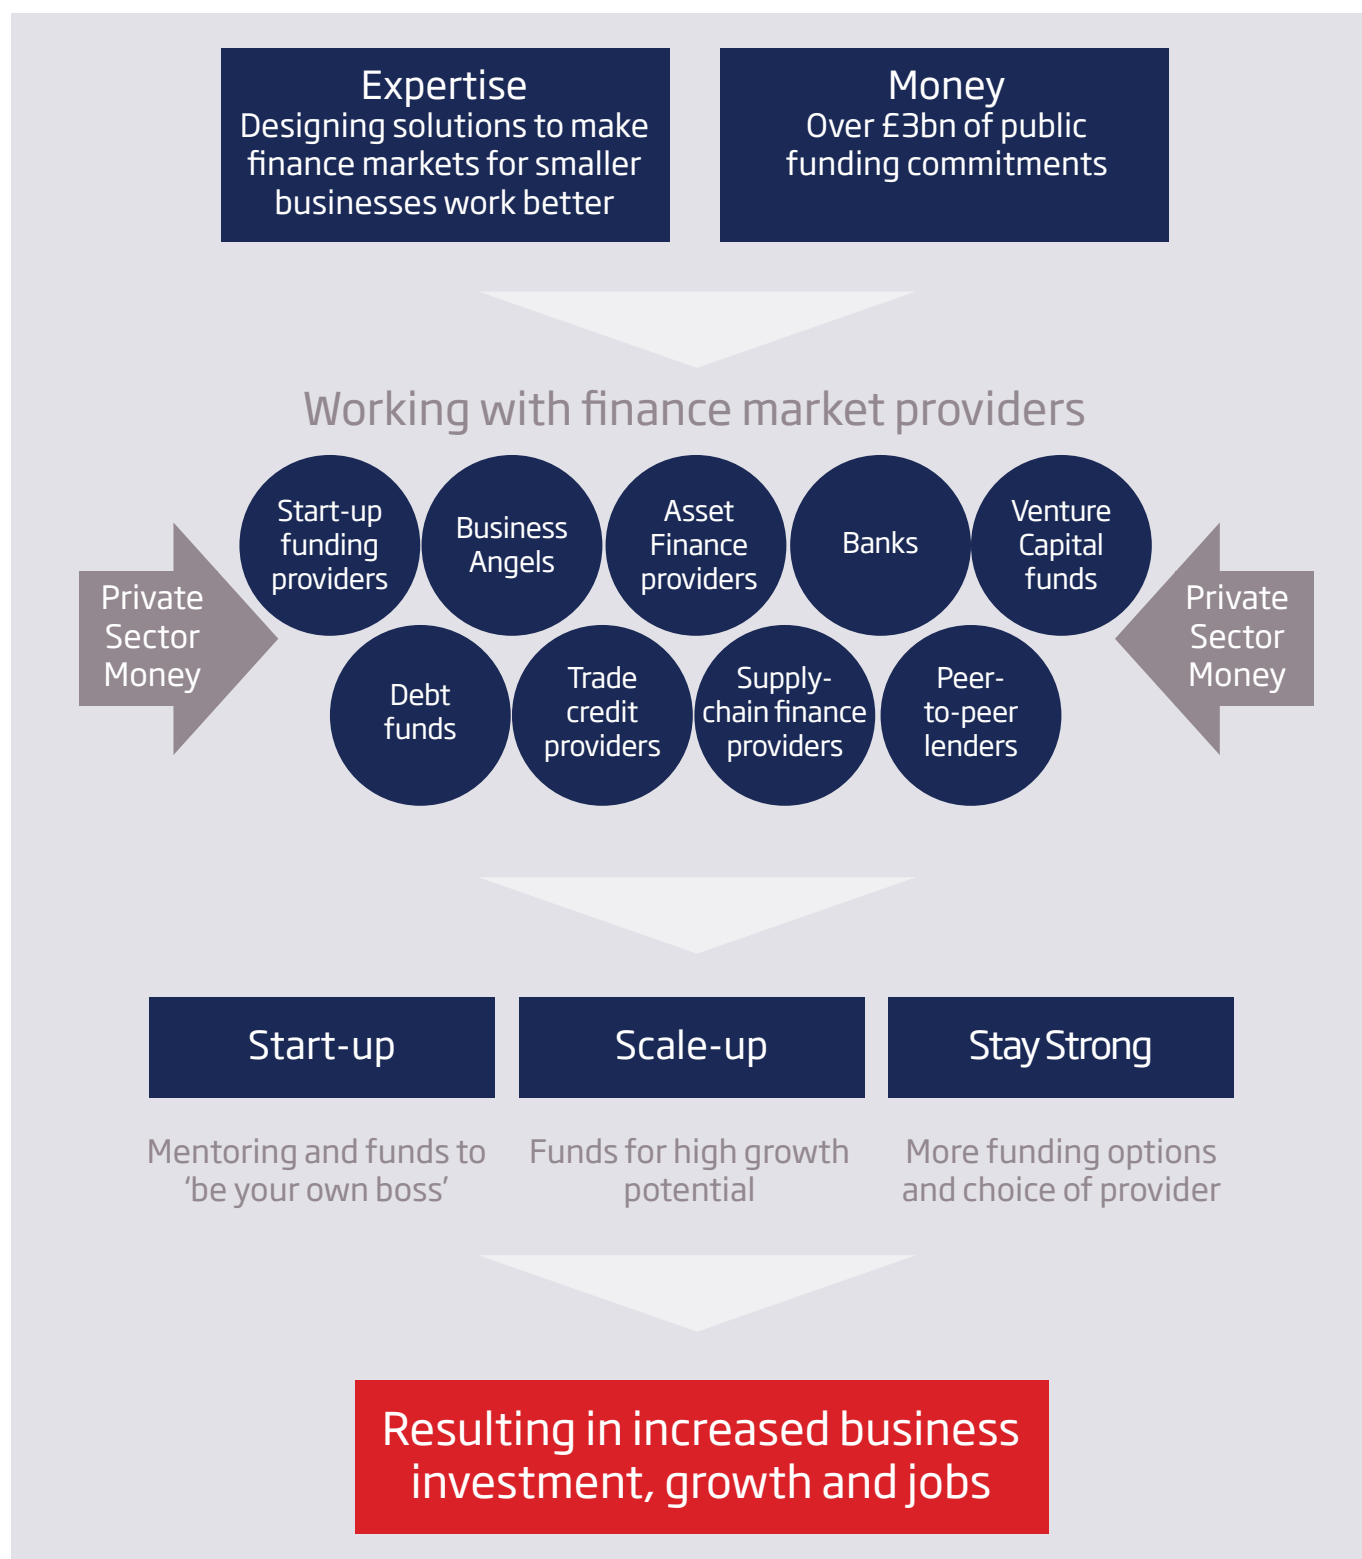 Expertise
Designing solutions to make
finance markets for smaller
businesses work better
Money
Over £3bn of public
funding commitments
Working with finance market providers
Start-up
funding
providers
Business
Angels
Asset
Finance
providers
Banks
Venture
Capital
funds
Private
Sector
Money
Private
Sector
Money
Debt
funds
Trade
credit
providers
Supply-
chain finance
providers
Peer-
to-peer
lenders
Start-up
Scale-up
Stay Strong
Mentoring and funds to
‘be your own boss’
Funds for high growth
potential
More funding options
and choice of provider
Resulting in increased business
investment, growth and jobs